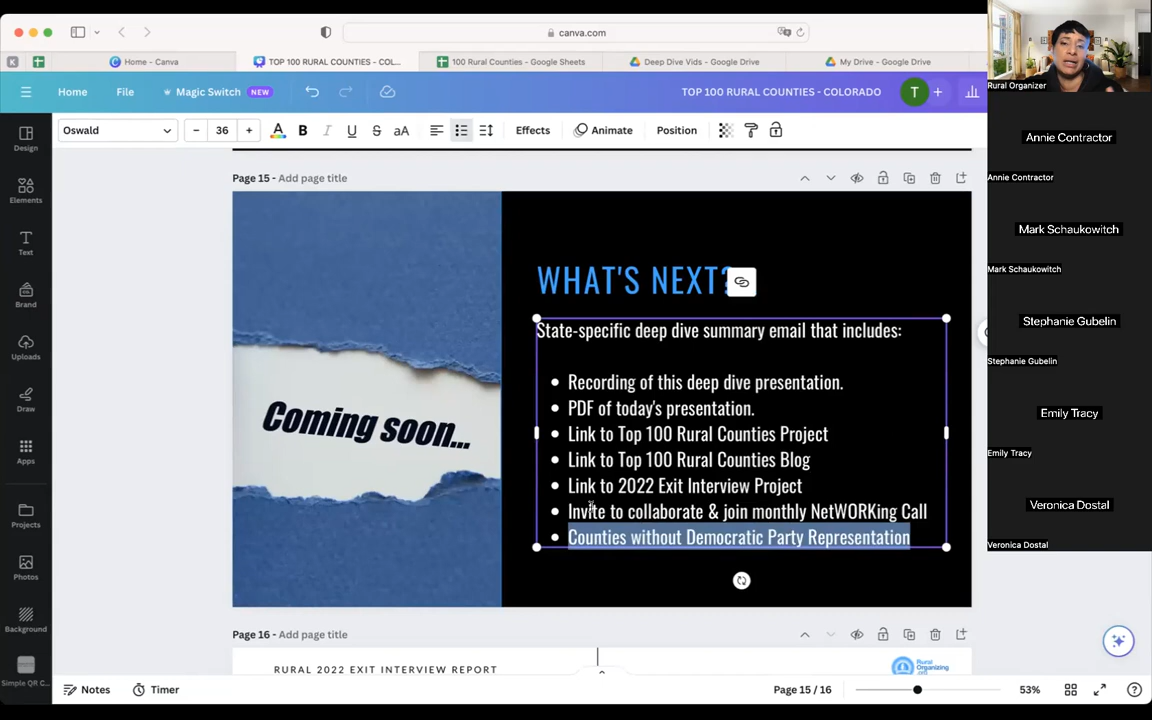 canva.com
Home - Canva
TOP 100 RURAL COUNTIES - COL...
100 Rural Counties - Google Sheets
Deep Dive Vids - Google Drive
My Drive - Google Drive
Home
File
Magic Switch
NEW
TOP 100 RURAL COUNTIES - COLORADO
T
Oswald
36
A
B
I
U
S
aA
Effects
Animate
Position
Design
Elements
Text
Brand
Uploads
Draw
Apps
Projects
Photos
Background
Simple QR C...
Page 15 - Add page title
Coming soon...
WHAT'S NEXT?
State-specific deep dive summary email that includes:
Recording of this deep dive presentation.
PDF of today's presentation.
Link to Top 100 Rural Counties Project
Link to Top 100 Rural Counties Blog
Link to 2022 Exit Interview Project
Invite to collaborate & join monthly NetWORKing Call
Counties without Democratic Party Representation
Page 16 - Add page title
RURAL 2022 EXIT INTERVIEW REPORT
Rural
Organizing
.org
Notes
Timer
Page 15 / 16
53%
Rural Organizer
Annie Contractor
Annie Contractor
Mark Schaukowitch
Mark Schaukowitch
Stephanie Gubelin
Stephanie Gubelin
Emily Tracy
Emily Tracy
Veronica Dostal
Veronica Dostal